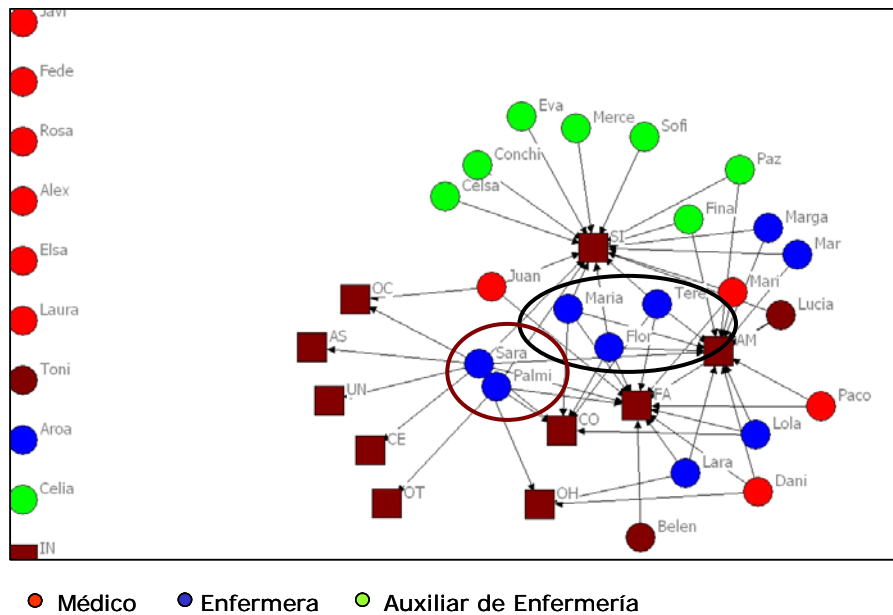 Javi
Fede
Rosa
Alex
Elsa
Laura
Toni
Aroa
Celia
IN
Eva
Merce
Sofi
Conchi
Paz
Celsa
Fina
Marga
SI
Mar
Juan
Mari
OC
Maria
Tere
Lucia
AS
Flor
AM
Sara
Palmi
UN
FA
Paco
CO
CE
Lola
OT
OH
Lara
Dani
Belen
Médico Enfermera Auxiliar de Enfermería